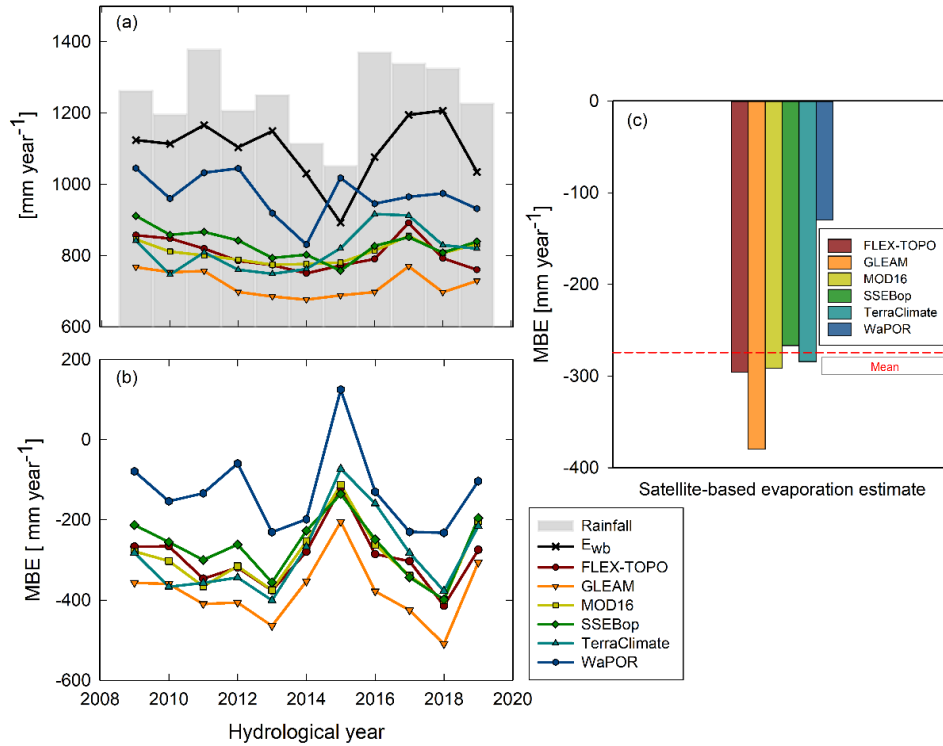 (a)
[mm year-1]
1400
1200
1000
800
600
(b)
MBE [ mm year-1]
200
0
-200
-400
-600
2008 2010 2012 2014 2016 2018 2020
Hydrological year
(c)
MBE [mm year-1]
0
-100
-200
-300
-400
FLEX-TOPO
GLEAM
MOD16
SSEBop
TerraClimate
WaPOR
Mean
Satellite-based evaporation estimate
Rainfall
Ewb
FLEX-TOPO
GLEAM
MOD16
SSEBop
TerraClimate
WaPOR